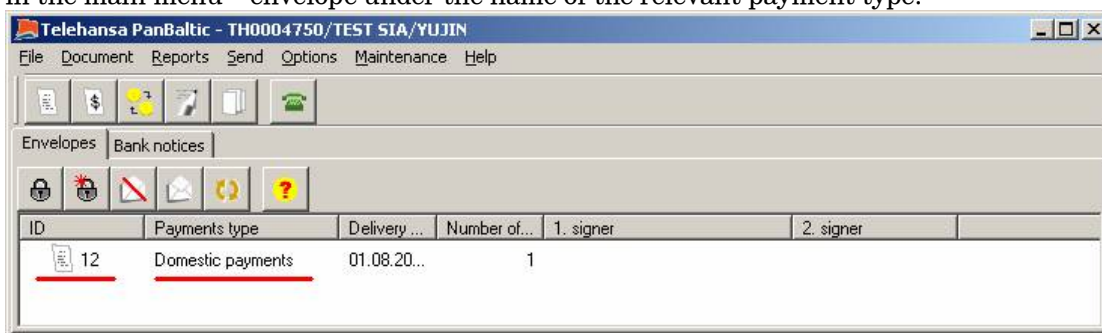 in the main menu – envelope under the name of the relevant payment type.
Telehansa PanBaltic - TH0004750/TEST SIA/YUJIN
File Document Reports Send Options Maintenance Help
Envelopes Bank notices
ID Payments type Delivery ... Number of... 1. signer 2. signer
12 Domestic payments 01.08.20... 1